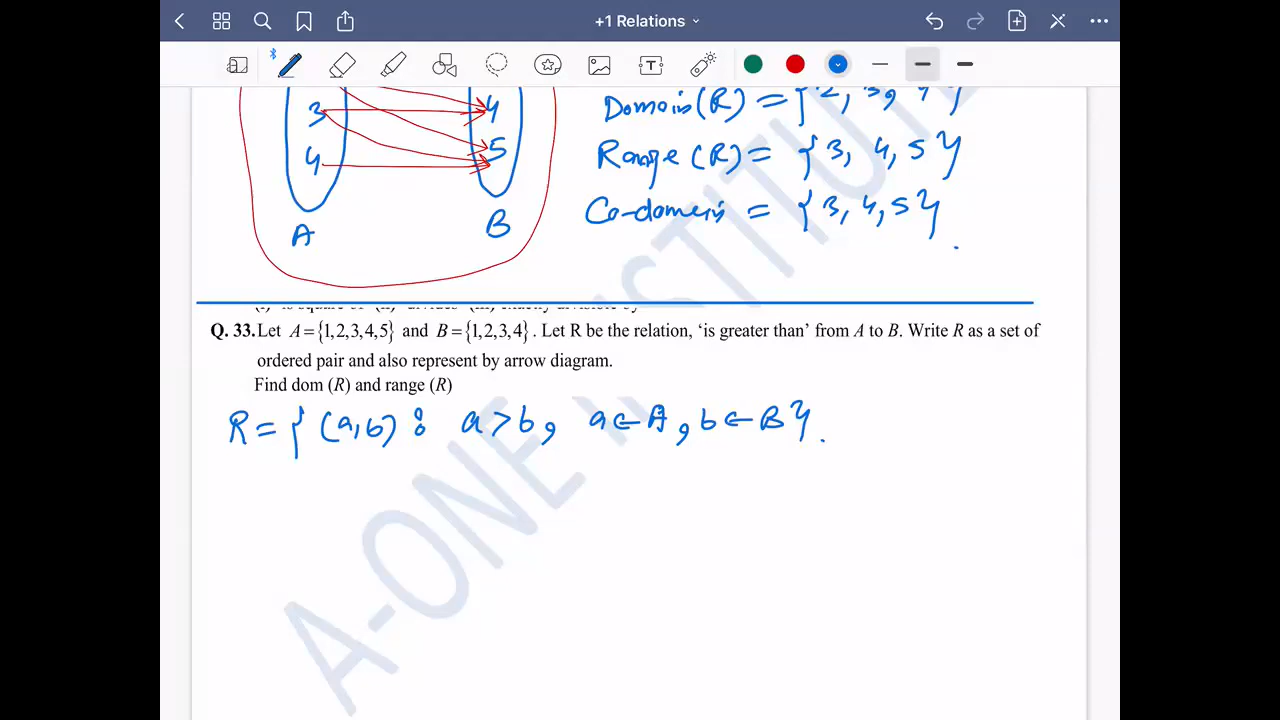 +1 Relations
T
3
4
4
5
A
B
Domain(R) = {2, 3, 4}
Range (R) = {3, 4, 5}
Co-domain = {3, 4, 5}
Q. 33. Let A = {1,2,3,4,5} and B = {1,2,3,4}. Let R be the relation, ‘is greater than’ from A to B. Write R as a set of
ordered pair and also represent by arrow diagram.
Find dom (R) and range (R)
R = { (a,b) : a > b, a ∈ A, b ∈ B }.
A-ONE INSTITUTE